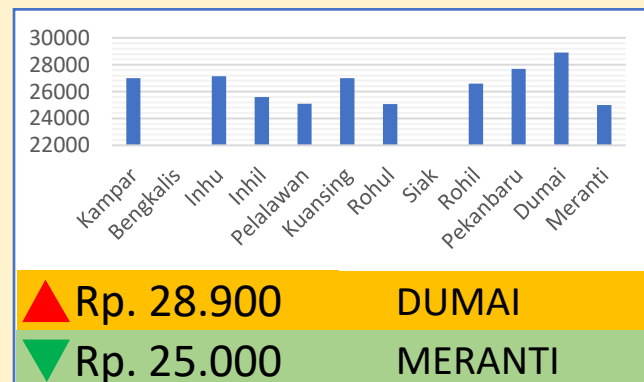 30000
28000
26000
24000
22000
Kampar
Bengkalis
Inhu
Inhil
Pelalawan
Kuansing
Rohul
Siak
Rohil
Pekanbaru
Dumai
Meranti
Rp. 28.900 DUMAI
Rp. 25.000 MERANTI